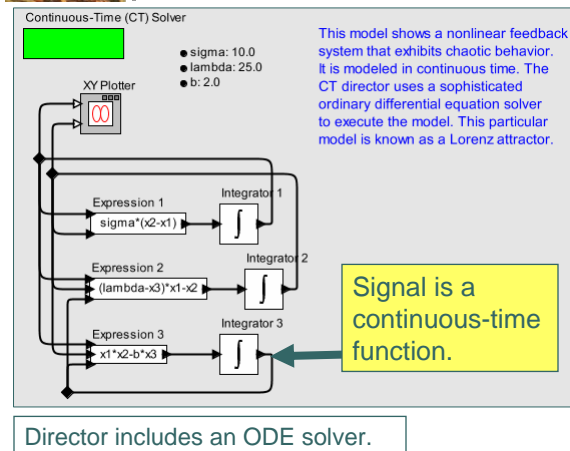 Continuous-Time (CT) Solver
sigma: 10.0
lambda: 25.0
b: 2.0
This model shows a nonlinear feedback
system that exhibits chaotic behavior.
It is modeled in continuous time. The
CT director uses a sophisticated
ordinary differential equation solver
to execute the model. This particular
model is known as a Lorenz attractor.
XY Plotter
Expression 1
sigma*(x2-x1)
Integrator 1
∫
Expression 2
(lambda-x3)*x1-x2
Integrator 2
∫
Expression 3
x1*x2-b*x3
Integrator 3
∫
Signal is a
continuous-time
function.
Director includes an ODE solver.